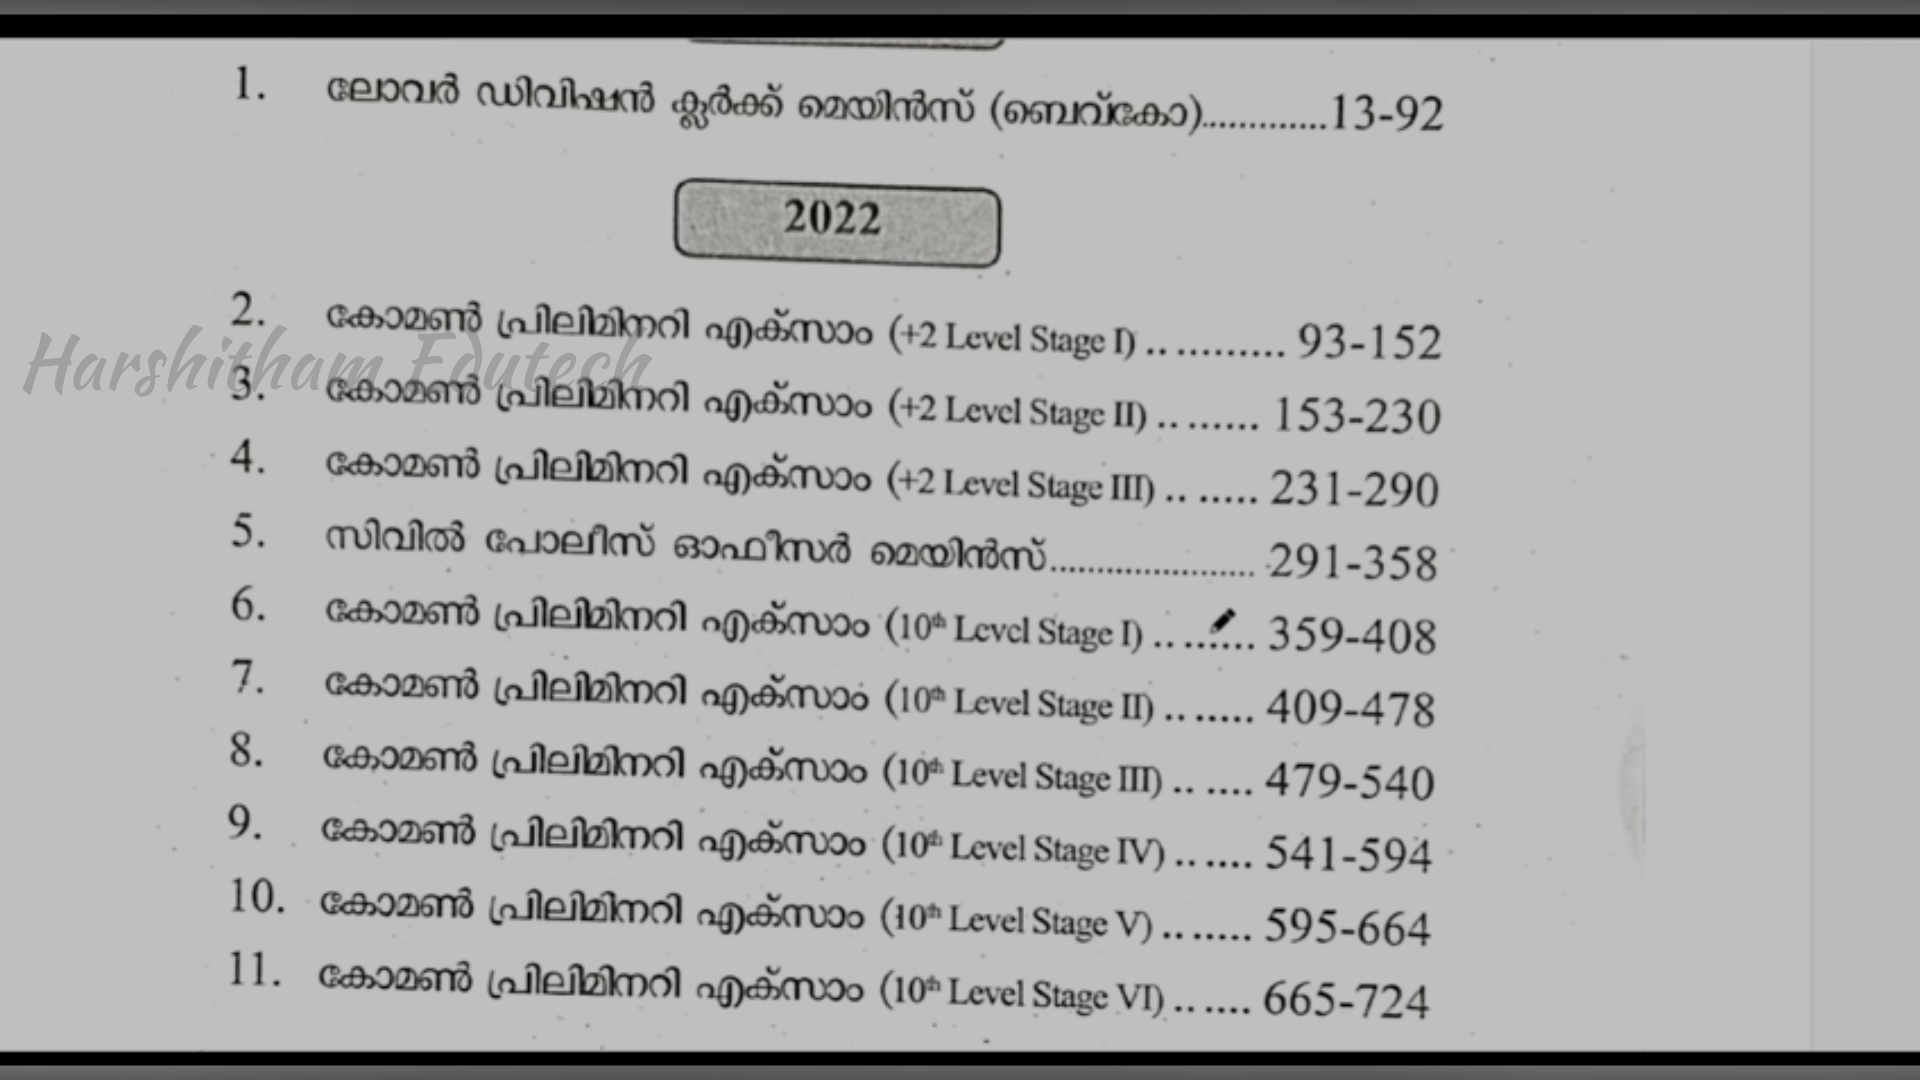 1. ലോവർ ഡിവിഷൻ ക്ലർക്ക് മെയിൻസ് (ബെവ്കോ).............13-92
2022
2. കോമൺ പ്രിലിമിനറി എക്സാം (+2 Level Stage I) ............ 93-152
Harshitham Edutech
3. കോമൺ പ്രിലിമിനറി എക്സാം (+2 Level Stage II) ......... 153-230
4. കോമൺ പ്രിലിമിനറി എക്സാം (+2 Level Stage III) ....... 231-290
5. സിവിൽ പോലീസ് ഓഫീസർ മെയിൻസ്...................... 291-358
6. കോമൺ പ്രിലിമിനറി എക്സാം (10th Level Stage I) ......... 359-408
7. കോമൺ പ്രിലിമിനറി എക്സാം (10th Level Stage II) ....... 409-478
8. കോമൺ പ്രിലിമിനറി എക്സാം (10th Level Stage III) ...... 479-540
9. കോമൺ പ്രിലിമിനറി എക്സാം (10th Level Stage IV) ...... 541-594
10. കോമൺ പ്രിലിമിനറി എക്സാം (10th Level Stage V) ....... 595-664
11. കോമൺ പ്രിലിമിനറി എക്സാം (10th Level Stage VI) ...... 665-724